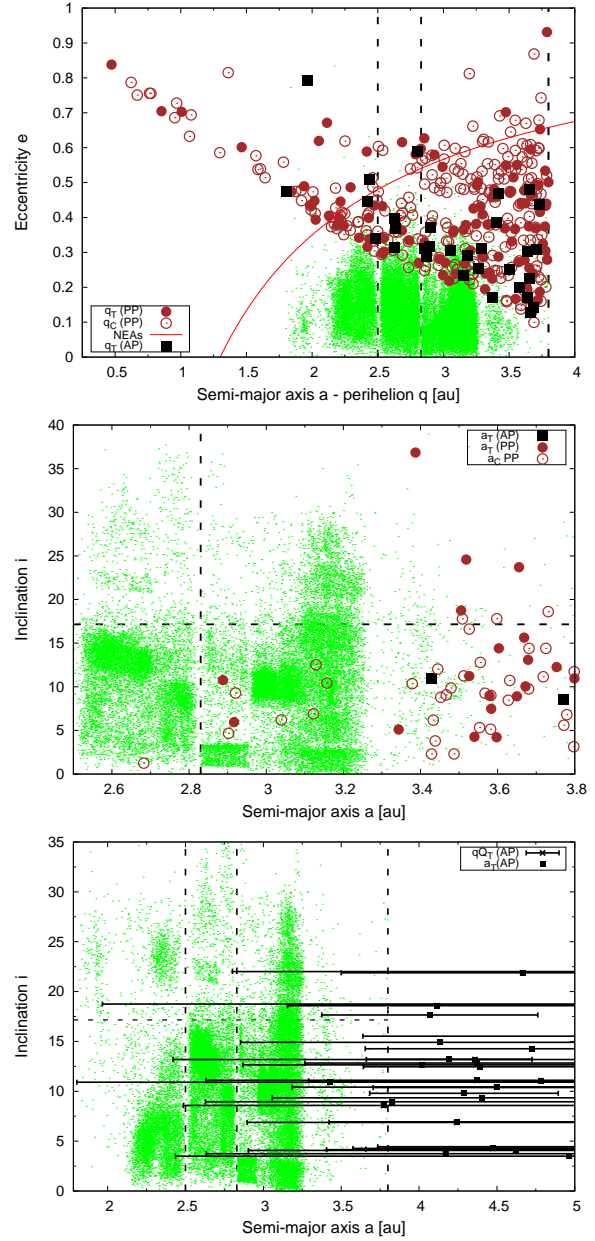 1
0.9
0.8
0.7
0.6
0.5
0.4
0.3
0.2
0.1
0
Eccentricity e
q_T (PP)
q_C (PP)
NEAs
q_T (AP)
0.5 1 1.5 2 2.5 3 3.5 4
Semi-major axis a - perihelion q [au]
40
35
30
25
20
15
10
5
0
Inclination i
a_T (AP)
a_T (PP)
a_C PP
2.6 2.8 3 3.2 3.4 3.6 3.8
Semi-major axis a [au]
35
30
25
20
15
10
5
0
Inclination i
qQ_T (AP)
a_T(AP)
2 2.5 3 3.5 4 4.5 5
Semi-major axis a [au]